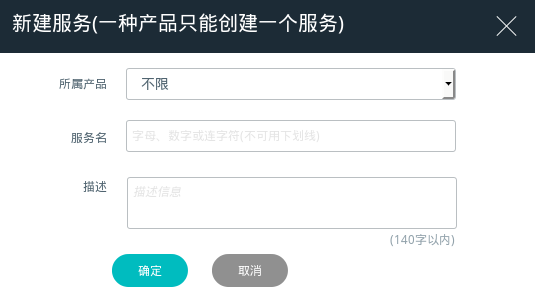 新建服务(一种产品只能创建一个服务)
所属产品 不限
服务名 字母、数字或连字符(不可用下划线)
描述 描述信息
(140字以内)
确定 取消